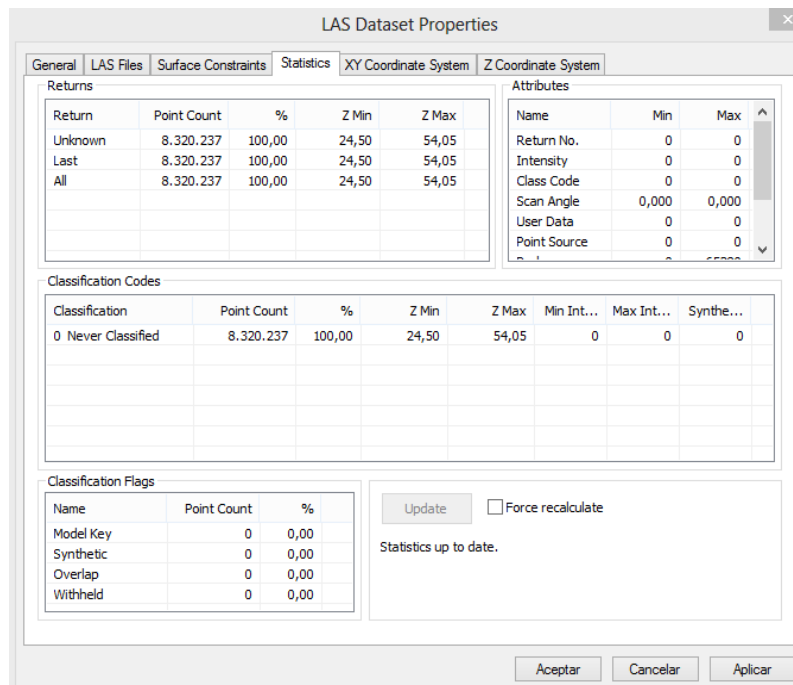 LAS Dataset Properties
General LAS Files Surface Constraints Statistics XY Coordinate System Z Coordinate System
Returns
Return Point Count % Z Min Z Max
Unknown 8.320.237 100,00 24,50 54,05
Last 8.320.237 100,00 24,50 54,05
All 8.320.237 100,00 24,50 54,05
Attributes
Name Min Max
Return No. 0 0
Intensity 0 0
Class Code 0 0
Scan Angle 0,000 0,000
User Data 0 0
Point Source 0 0
Classification Codes
Classification Point Count % Z Min Z Max Min Int... Max Int... Synthe...
0 Never Classified 8.320.237 100,00 24,50 54,05 0 0 0
Classification Flags
Name Point Count %
Model Key 0 0,00
Synthetic 0 0,00
Overlap 0 0,00
Withheld 0 0,00
Update Force recalculate
Statistics up to date.
Aceptar Cancelar Aplicar